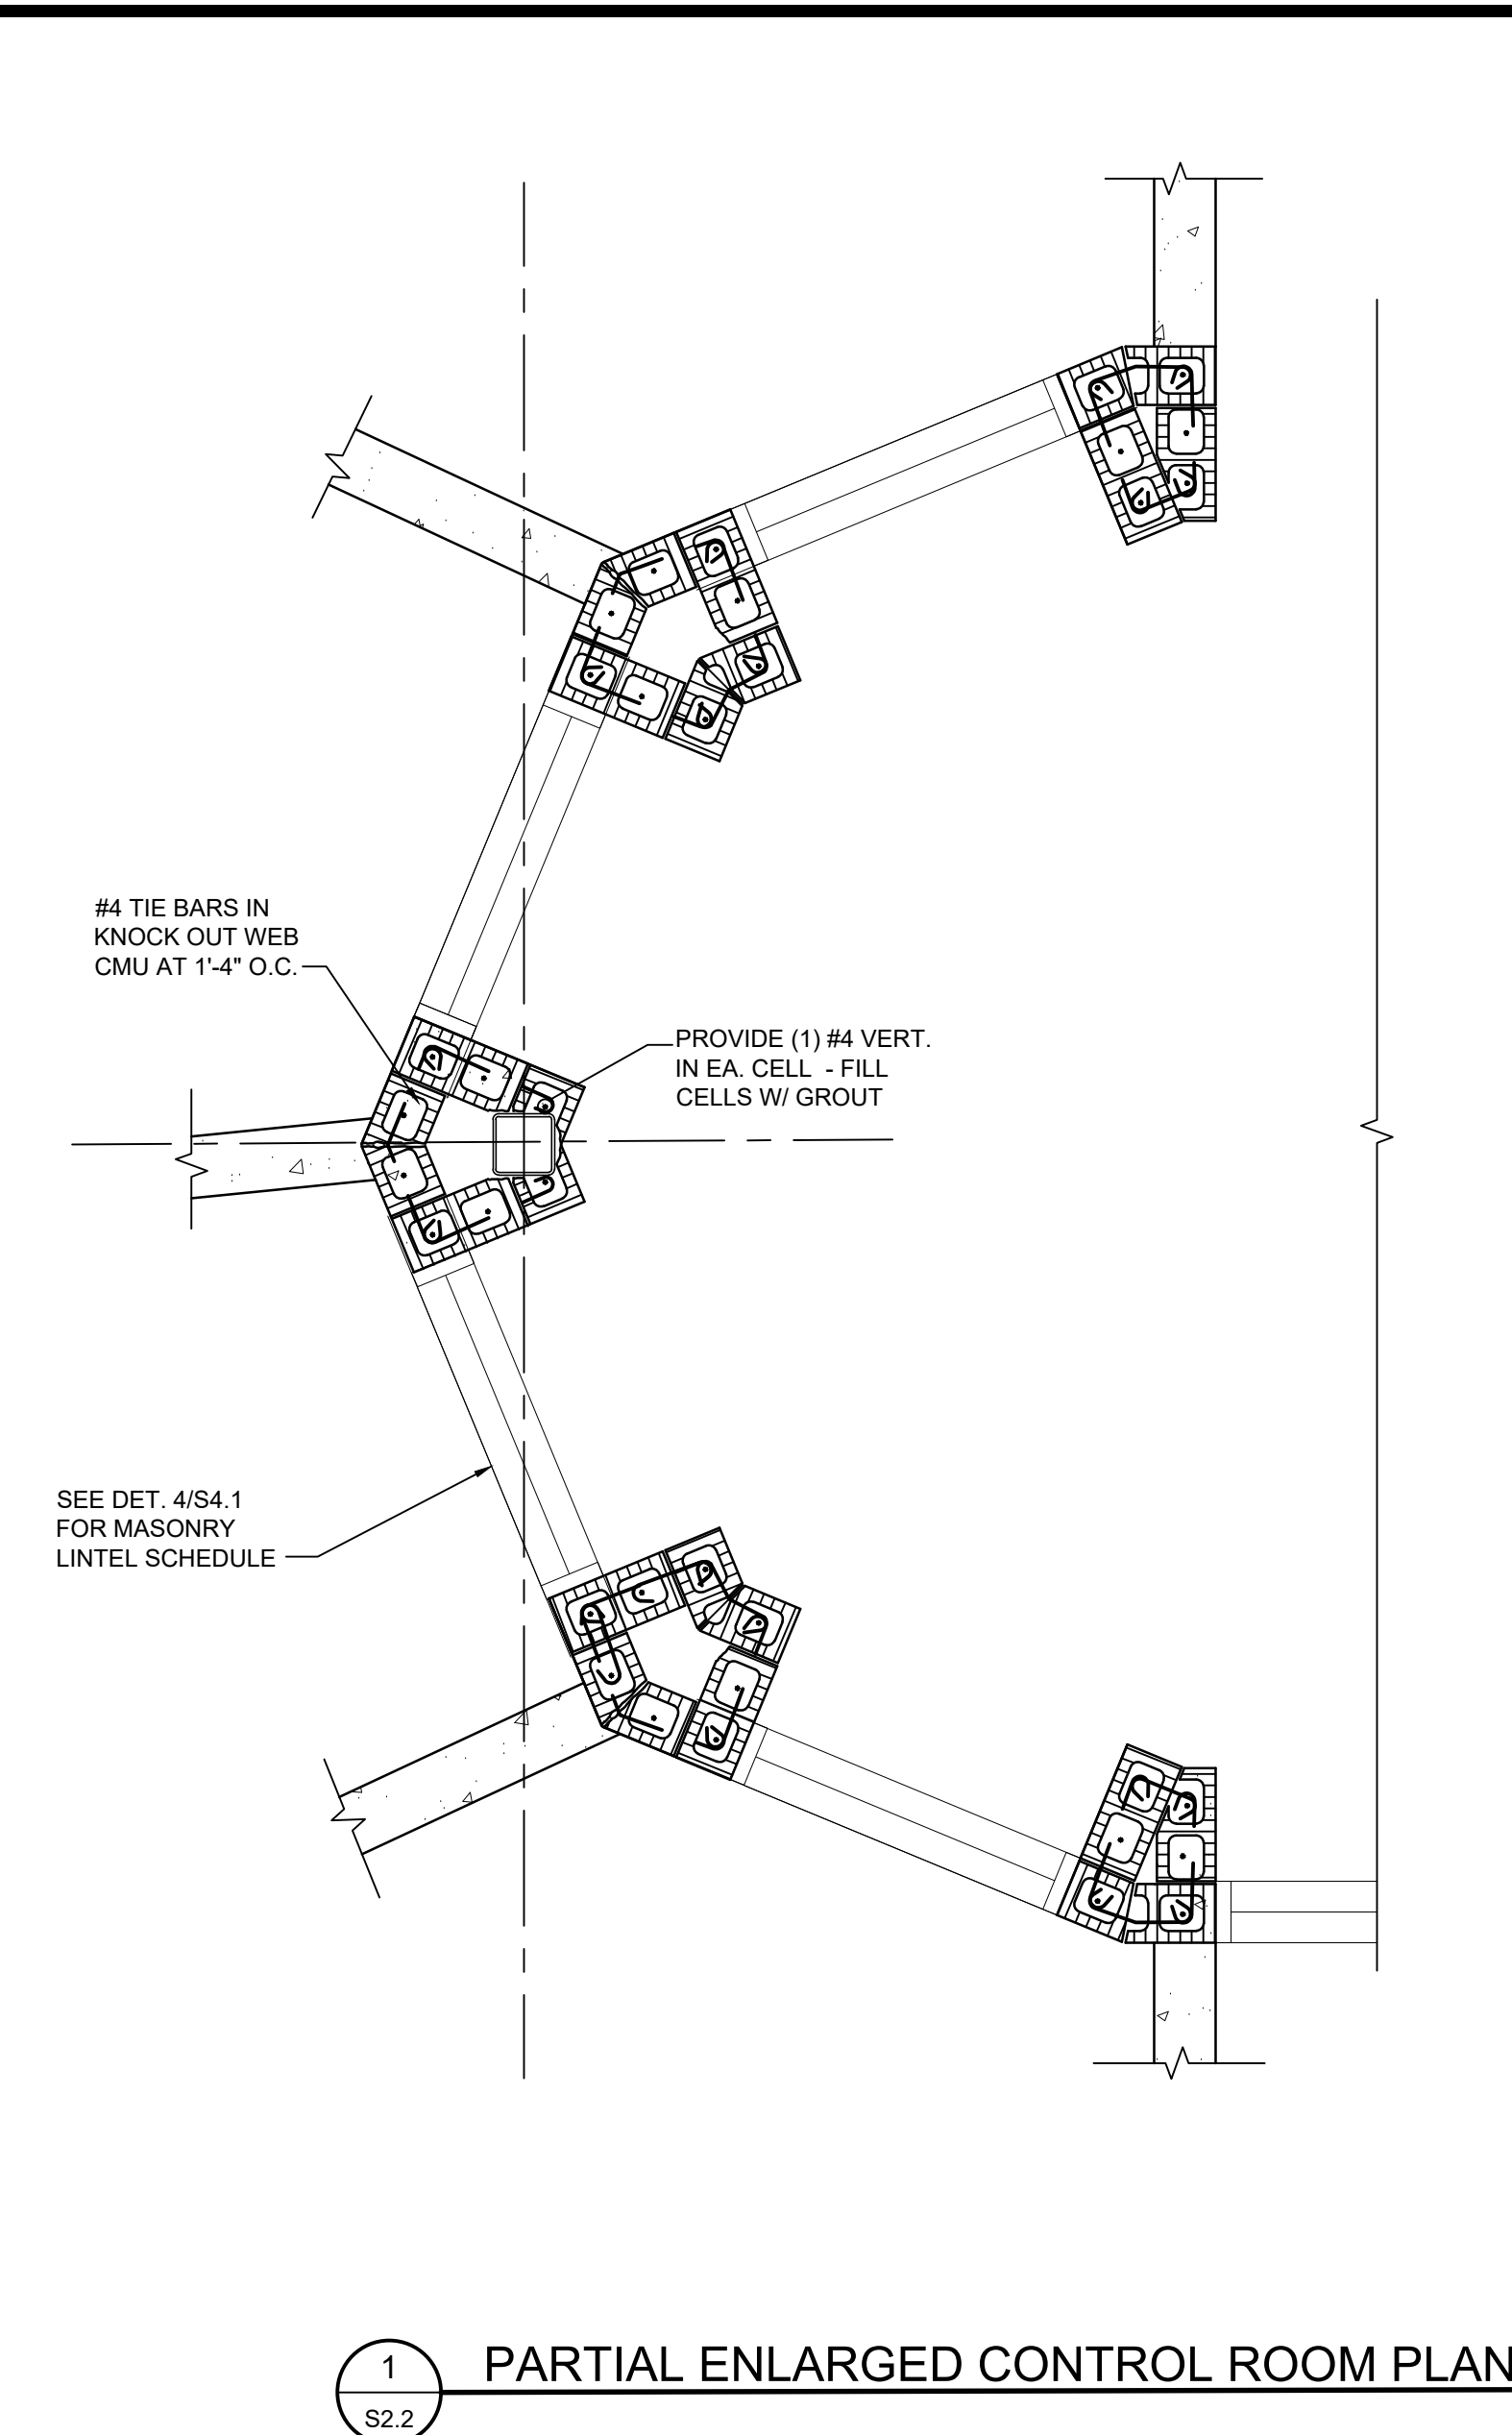 #4 TIE BARS IN
KNOCK OUT WEB
CMU AT 1'-4" O.C.
PROVIDE (1) #4 VERT.
IN EA. CELL - FILL
CELLS W/ GROUT
SEE DET. 4/S4.1
FOR MASONRY
LINTEL SCHEDULE
1
S2.2
PARTIAL ENLARGED CONTROL ROOM PLAN